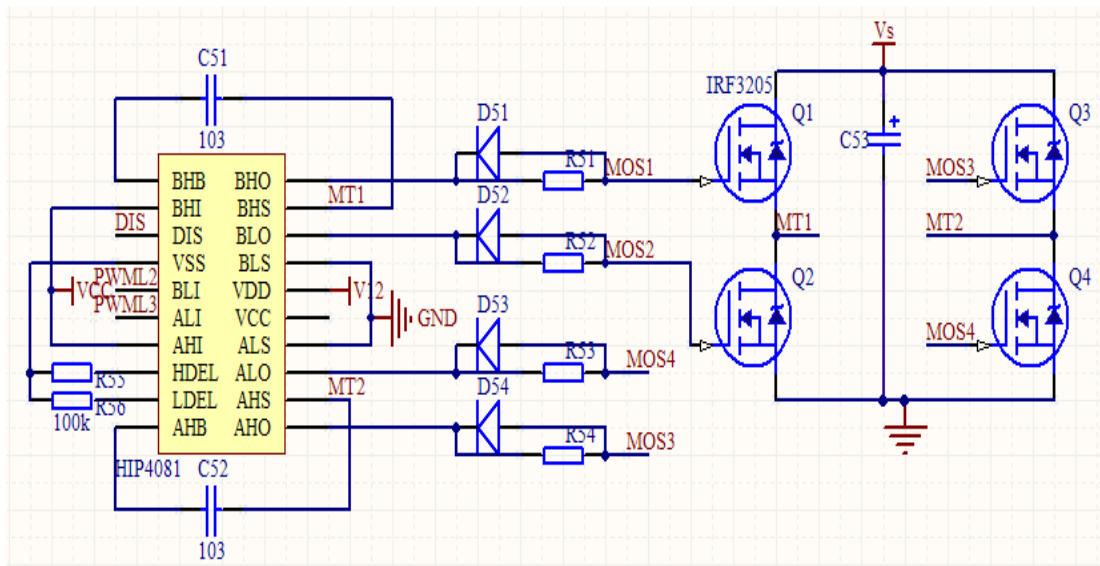 C51
103
BHB BHO
BHI BHS MT1
DIS DIS BLO
VSS BLS
VCC PWML2 BLI VDD V12
PWML3 ALI VCC GND
AHI ALS
HDEL ALO
R55
LDEL AHS MT2
R56
100k
AHB AHO
HIP4081 C52
103
D51
R51 MOS1
D52
R52 MOS2
D53
R53 MOS4
D54
R54 MOS3
Vs
IRF3205
Q1
C53 +
Q3
MOS3
MT1
MT2
Q2
Q4
MOS4